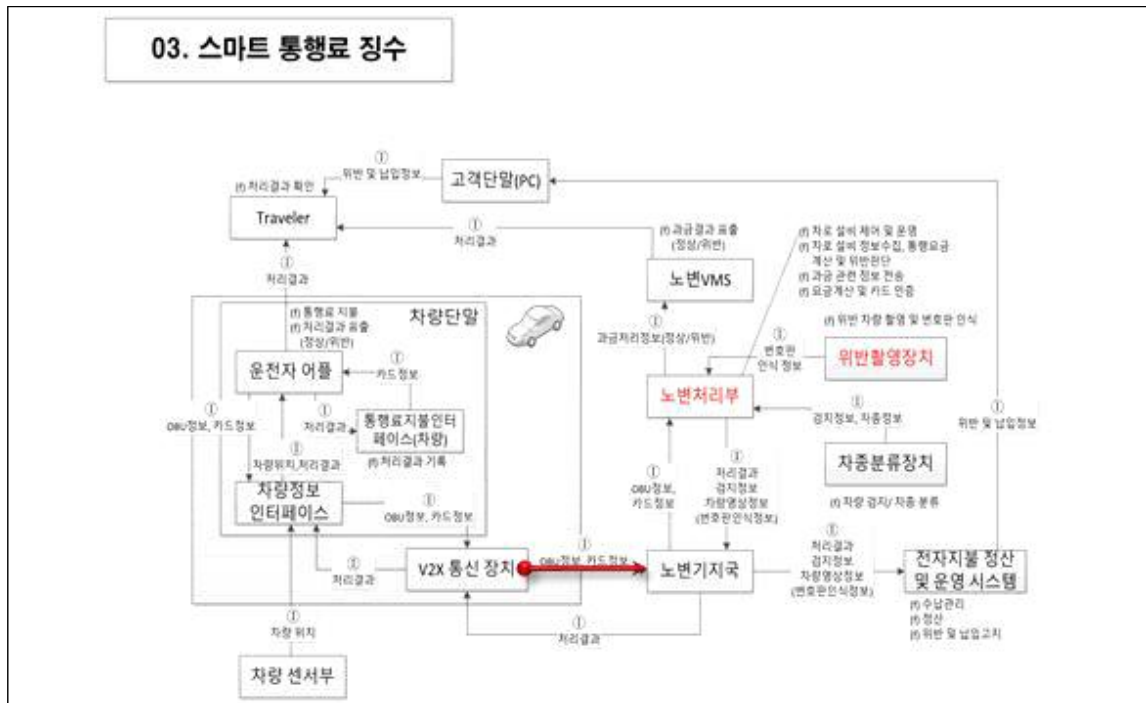 03. 스마트 통행료 징수
①
위반 및 납입정보
고객단말(PC)
(f) 처리결과 확인
Traveler
①
처리결과
(f) 과금결과 표출
(정상/위반)
노변VMS
(f) 차로 설비 제어 및 운영
(f) 차로 설비 정보수집, 통행요금
계산 및 위반판단
(f) 과금 관련 정보 전송
(f) 요금계산 및 카드 인증
①
처리결과
(f) 통행료 지불
(f) 처리결과 표출
(정상/위반)
차량단말
①
과금처리정보(정상/위반)
(f) 위반 차량 촬영 및 번호판 인식
위반촬영장치
①
번호판
인식 정보
운전자 어플
①
카드정보
노변처리부
①
OBU정보, 카드정보
①
처리결과
통행료지불인터
페이스(차량)
(f) 처리결과 기록
①
검지정보, 차종정보
①
위반 및 납입정보
차종분류장치
(f) 차량 검지/ 차종 분류
①
차량위치,처리결과
차량정보
인터페이스
①
OBU정보, 카드정보
①
OBU정보,
카드정보
①
처리결과
검지정보
차량영상정보
(번호판인식정보)
V2X 통신 장치
①
OBU정보, 카드정보
노변기지국
①
처리결과
검지정보
차량영상정보
(번호판인식정보)
전자지불 정산
및 운영 시스템
(f) 수납관리
(f) 정산
(f) 위반 및 납입고지
①
처리결과
①
처리결과
①
차량 위치
차량 센서부